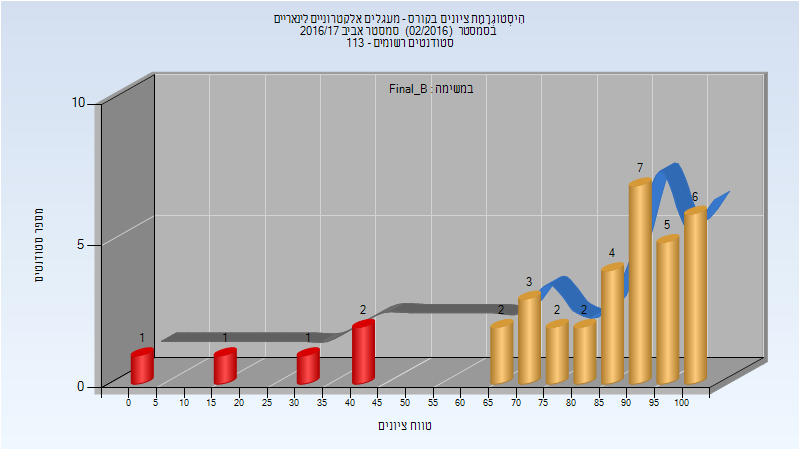 היסטוגרמת ציונים בקורס - מעגלים אלקטרוניים לינאריים
בסמסטר (02/2016) סמסטר אביב 2016/17
סטודנטים רשומים - 113
במשימה : Final_B
מספר סטודנטים
10
5
0
1
1
1
2
2
3
2
2
4
7
5
6
0 5 10 15 20 25 30 35 40 45 50 55 60 65 70 75 80 85 90 95 100
טווח ציונים